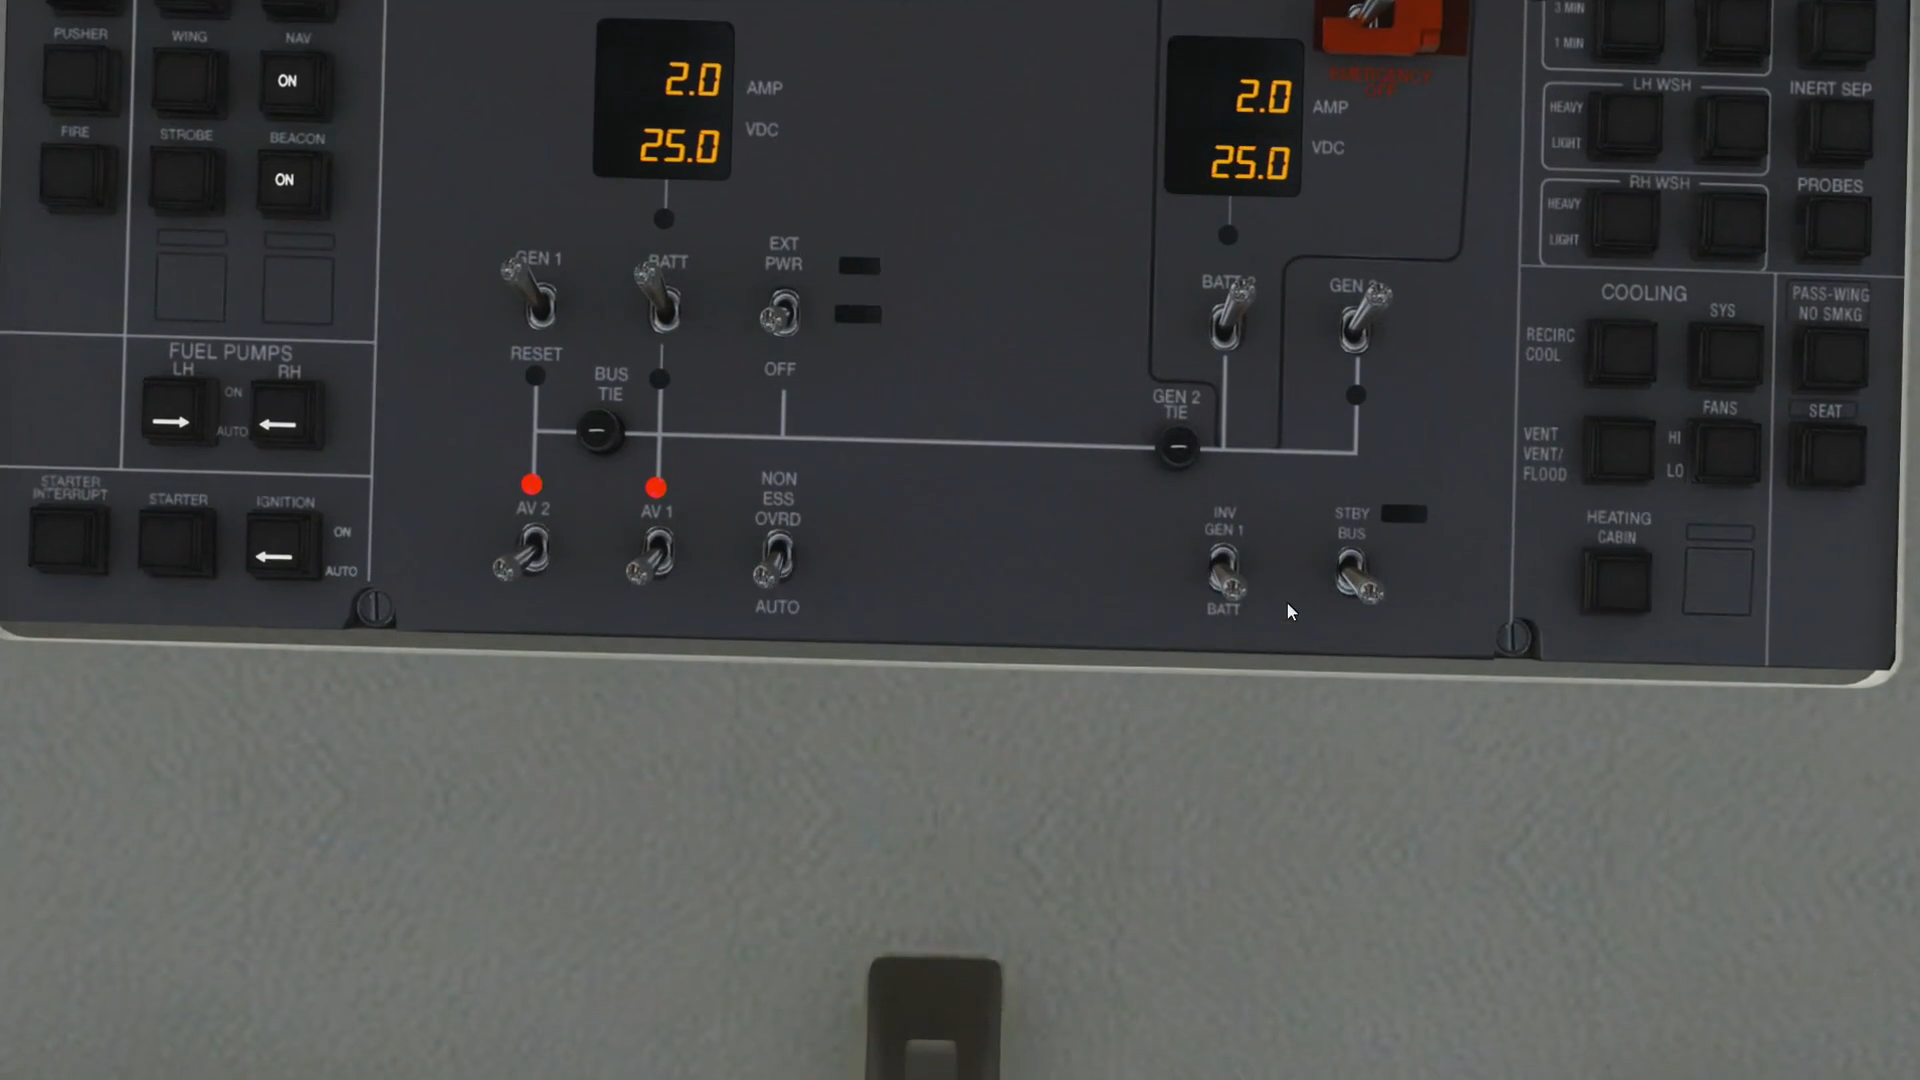 PUSHER
WING
NAV
ON
FIRE
STROBE
BEACON
ON
FUEL PUMPS
LH
RH
ON
AUTO
STARTER
INTERRUPT
STARTER
IGNITION
ON
AUTO
2.0
AMP
25.0
VDC
GEN 1
BATT
EXT
PWR
RESET
OFF
BUS
TIE
AV 2
AV 1
NON
ESS
OVRD
AUTO
2.0
AMP
25.0
VDC
EMERGENCY
OFF
BATT 2
GEN
GEN 2
TIE
INV
GEN 1
BATT
STBY
BUS
3 MIN
1 MIN
LH WSH
HEAVY
LIGHT
INERT SEP
RH WSH
HEAVY
LIGHT
PROBES
COOLING
SYS
RECIRC
COOL
FANS
VENT
VENT/
FLOOD
HI
LO
HEATING
CABIN
PASS-WING
NO SMKG
SEAT